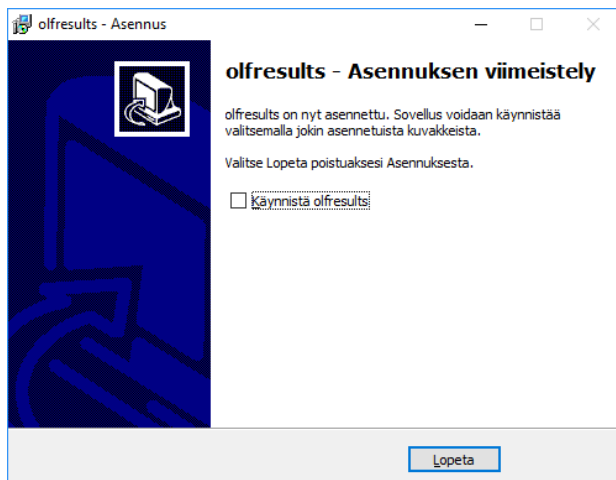 olfresults - Asennus
olfresults - Asennuksen viimeistely
olfresults on nyt asennettu. Sovellus voidaan käynnistää
valitsemalla jokin asennetuista kuvakkeista.
Valitse Lopeta poistuaksesi Asennuksesta.
Käynnistä olfresults
Lopeta